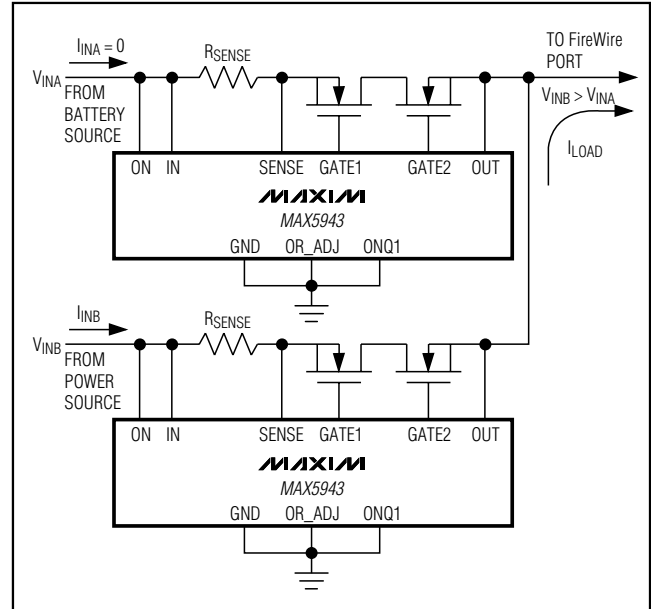 I_INA = 0
R_SENSE
TO FireWire
PORT
V_INA
FROM
BATTERY
SOURCE
V_INB > V_INA
I_LOAD
ON IN SENSE GATE1 GATE2 OUT
MAXIM
MAX5943
GND OR_ADJ ONQ1
I_INB
R_SENSE
V_INB
FROM
POWER
SOURCE
ON IN SENSE GATE1 GATE2 OUT
MAXIM
MAX5943
GND OR_ADJ ONQ1